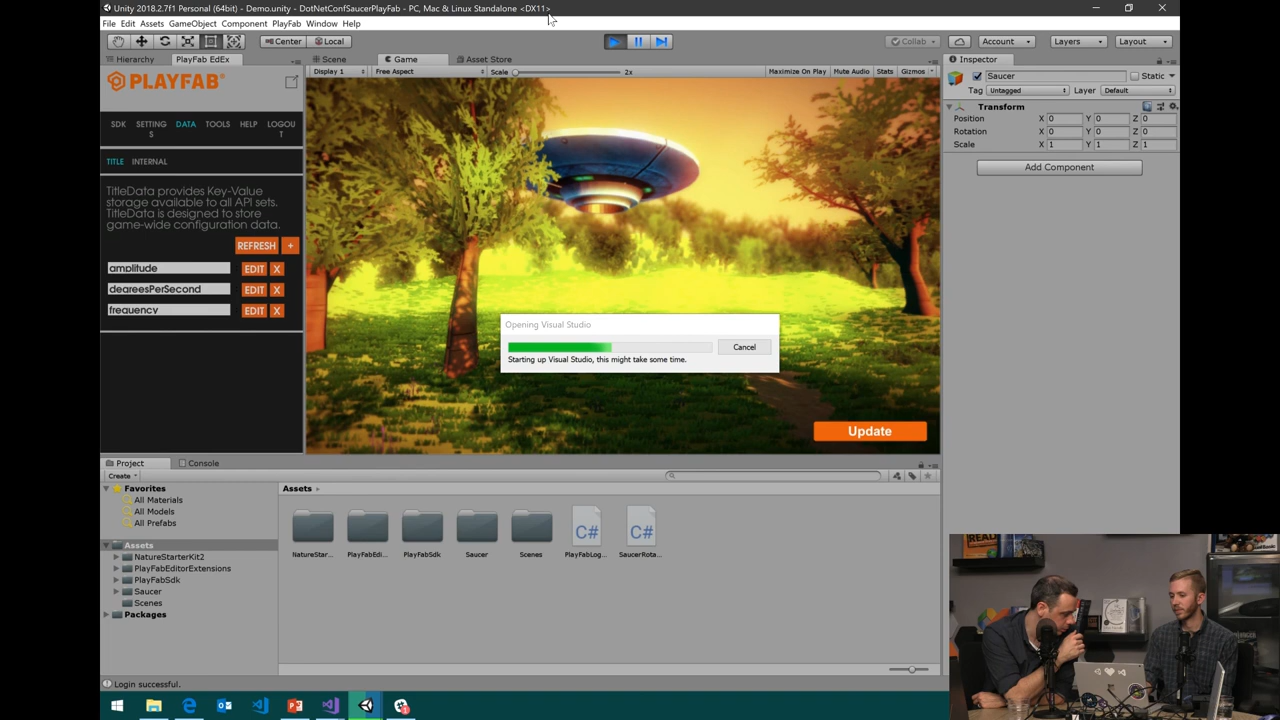 Unity 2018.2.7f1 Personal (64bit) - Demo.unity - DotNetConfSaucerPlayFab - PC, Mac & Linux Standalone <DX11>
File Edit Assets GameObject Component PlayFab Window Help
Center Local Collab Account Layers Layout
Hierarchy PlayFab EdEx Scene Game Asset Store Inspector
Display 1 Free Aspect Scale 2x Maximize On Play Mute Audio Stats Gizmos
Saucer Static
Tag Untagged Layer Default
PLAYFAB
Transform
Position X 0 Y 0 Z 0
Rotation X 0 Y 0 Z 0
Scale X 1 Y 1 Z 1
Add Component
SDK SETTING
S DATA TOOLS HELP LOGOU
T
TITLE INTERNAL
TitleData provides Key-Value
storage available to all API sets.
TitleData is designed to store
game-wide configuration data.
REFRESH +
amplitude EDIT X
degreesPerSecond EDIT X
frequency EDIT X
Opening Visual Studio
Cancel
Starting up Visual Studio, this might take some time.
Update
Project Console
Create
Favorites
All Materials
All Models
All Prefabs
Assets
NatureStarterKit2
PlayFabEditorExtensions
PlayFabSdk
Saucer
Scenes
Packages
Assets
C# C#
NatureStar... PlayFabEdi... PlayFabSdk Saucer Scenes PlayFabLog... SaucerRota...
Login successful.